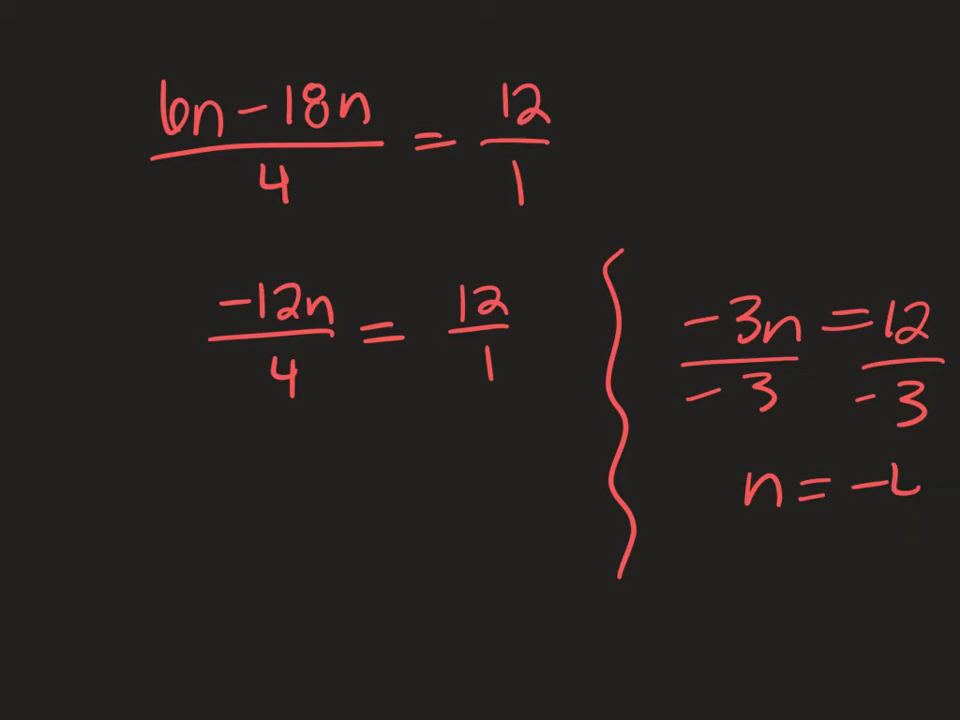 6n - 18n / 4 = 12 / 1
-12n / 4 = 12 / 1
-3n / -3 = 12 / -3
n = -4